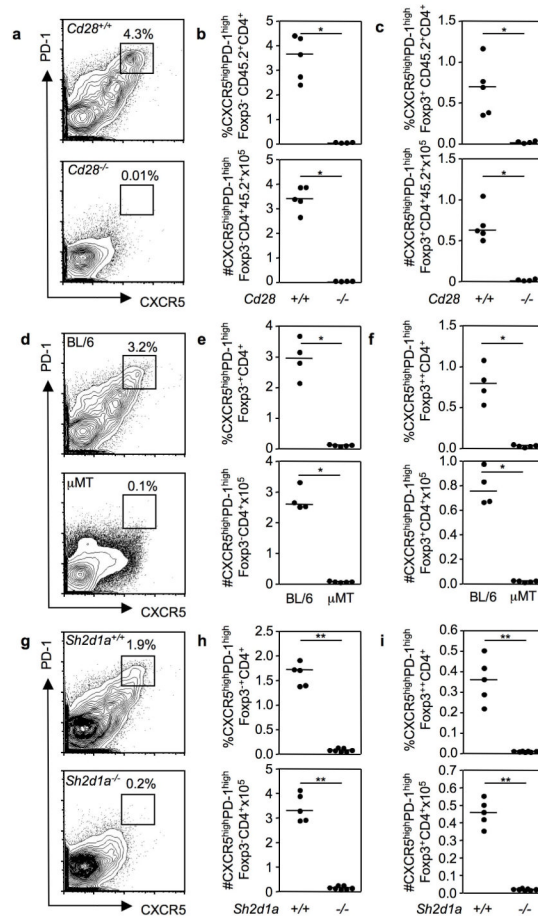 a
PD-1
Cd28+/+
4.3%
Cd28-/-
0.01%
CXCR5
b
%CXCR5highPD-1high
Foxp3- CD45.2+CD4+
5
4
3
2
1
0
*
#CXCR5highPD-1high
Foxp3-CD4+45.2+x10⁵
5
4
3
2
1
0
*
Cd28 +/+ -/-
c
%CXCR5highPD-1high
Foxp3+ CD45.2+CD4+
1.5
1.0
0.5
0.0
*
#CXCR5highPD-1high
Foxp3+CD4+45.2+x10⁵
1.5
1.0
0.5
0.0
*
Cd28 +/+ -/-
d
PD-1
BL/6
3.2%
µMT
0.1%
CXCR5
e
%CXCR5highPD-1high
Foxp3-+CD4+
4
3
2
1
0
*
#CXCR5highPD-1high
Foxp3-CD4+x10⁵
4
3
2
1
0
*
BL/6 µMT
f
%CXCR5highPD-1high
Foxp3++CD4+
1.5
1.0
0.5
0.0
*
#CXCR5highPD-1high
Foxp3+CD4+x10⁵
1.0
0.8
0.6
0.4
0.2
0.0
*
BL/6 µMT
g
PD-1
Sh2d1a+/+
1.9%
Sh2d1a-/-
0.2%
CXCR5
h
%CXCR5highPD-1high
Foxp3-+CD4+
2.5
2.0
1.5
1.0
0.5
0.0
**
#CXCR5highPD-1high
Foxp3-CD4+x10⁵
5
4
3
2
1
0
**
Sh2d1a +/+ -/-
i
%CXCR5highPD-1high
Foxp3++CD4+
0.6
0.5
0.4
0.3
0.2
0.1
0.0
**
#CXCR5highPD-1high
Foxp3+CD4+x10⁵
0.7
0.6
0.5
0.4
0.3
0.2
0.1
0.0
**
Sh2d1a +/+ -/-